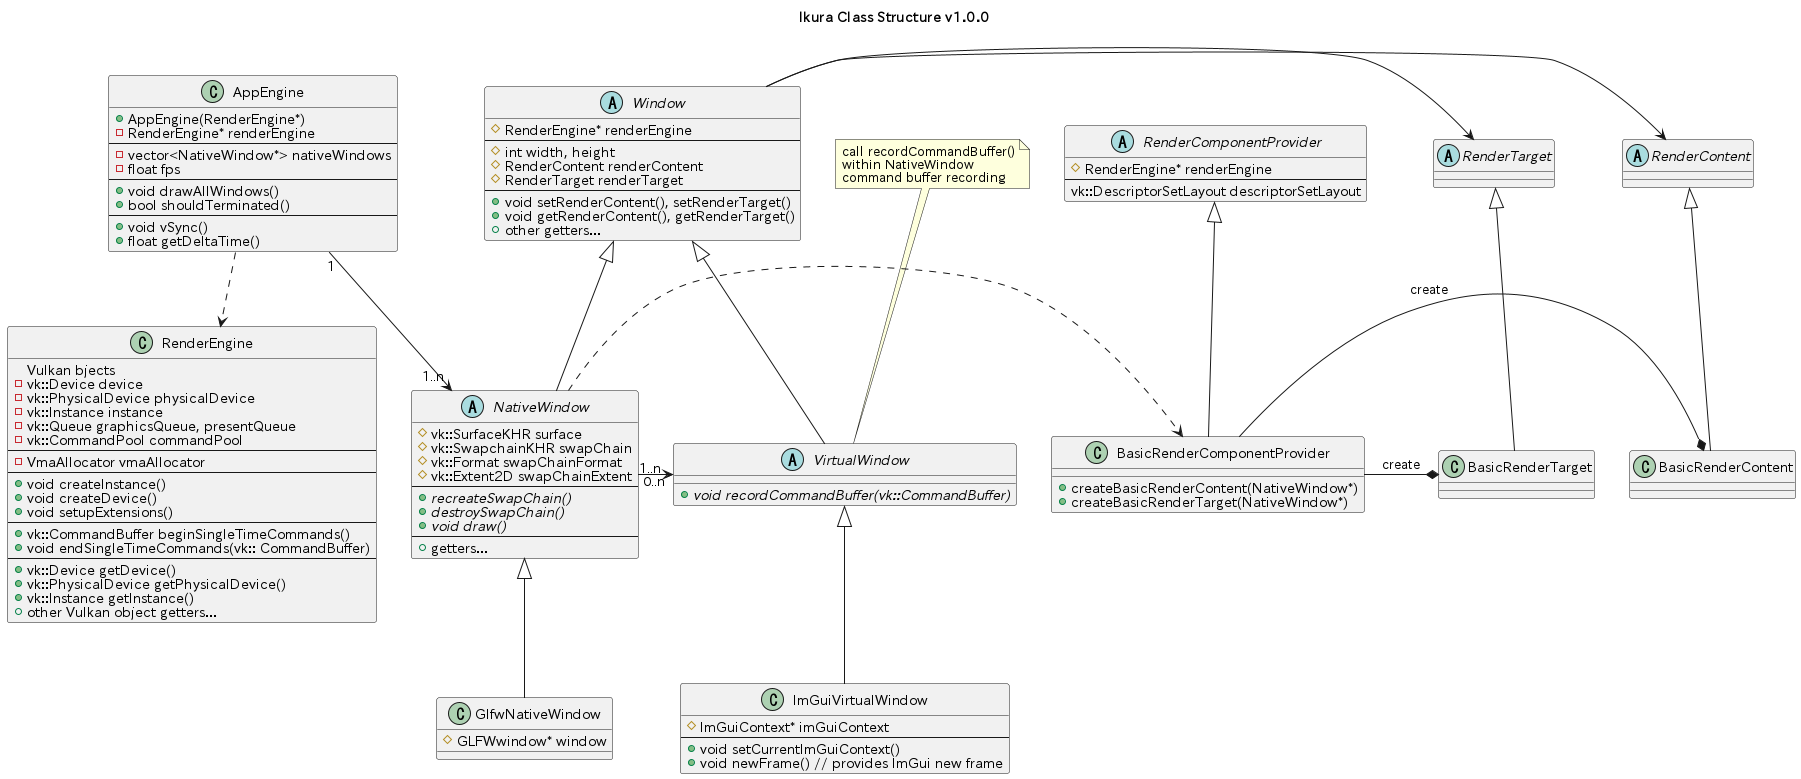 Ikura Class Structure v1.0.0
C AppEngine
AppEngine(RenderEngine*)
RenderEngine* renderEngine
vector<NativeWindow*> nativeWindows
float fps
void drawAllWindows()
bool shouldTerminated()
void vSync()
float getDeltaTime()
A Window
RenderEngine* renderEngine
int width, height
RenderContent renderContent
RenderTarget renderTarget
void setRenderContent(), setRenderTarget()
void getRenderContent(), getRenderTarget()
other getters...
call recordCommandBuffer()
within NativeWindow
command buffer recording
A RenderComponentProvider
RenderEngine* renderEngine
vk::DescriptorSetLayout descriptorSetLayout
A RenderTarget
A RenderContent
1
1..n
create
C RenderEngine
Vulkan bjects
vk::Device device
vk::PhysicalDevice physicalDevice
vk::Instance instance
vk::Queue graphicsQueue, presentQueue
vk::CommandPool commandPool
VmaAllocator vmaAllocator
void createInstance()
void createDevice()
void setupExtensions()
vk::CommandBuffer beginSingleTimeCommands()
void endSingleTimeCommands(vk:: CommandBuffer)
vk::Device getDevice()
vk::PhysicalDevice getPhysicalDevice()
vk::Instance getInstance()
other Vulkan object getters...
A NativeWindow
vk::SurfaceKHR surface
vk::SwapchainKHR swapChain
vk::Format swapChainFormat
vk::Extent2D swapChainExtent
recreateSwapChain()
destroySwapChain()
void draw()
getters...
1..n
0..n
A VirtualWindow
void recordCommandBuffer(vk::CommandBuffer)
C BasicRenderComponentProvider
createBasicRenderContent(NativeWindow*)
createBasicRenderTarget(NativeWindow*)
create
C BasicRenderTarget
C BasicRenderContent
C GlfwNativeWindow
GLFWwindow* window
C ImGuiVirtualWindow
ImGuiContext* imGuiContext
void setCurrentImGuiContext()
void newFrame() // provides ImGui new frame